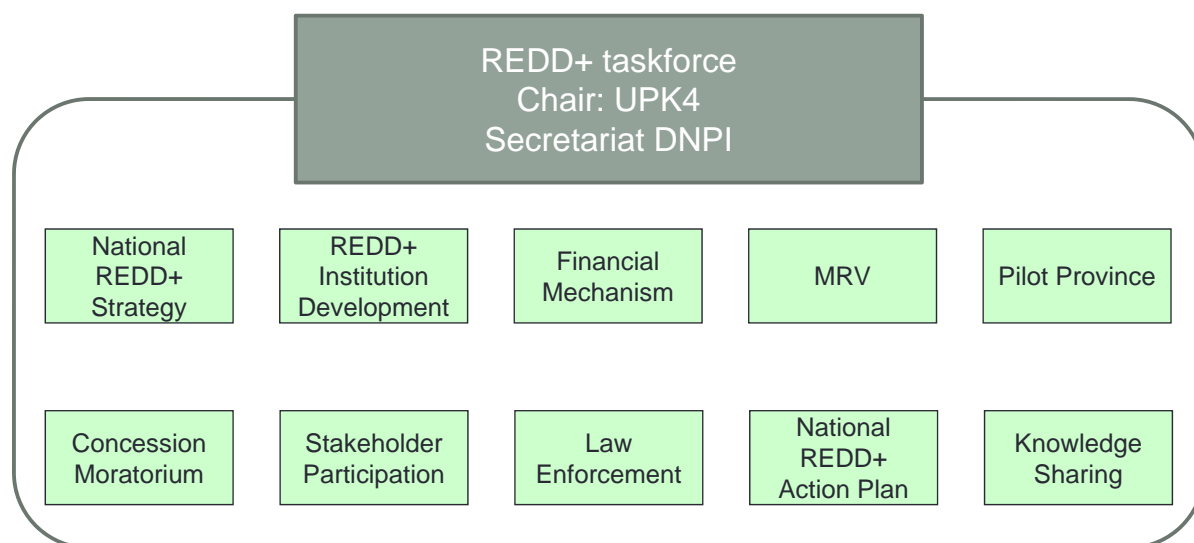 REDD+ taskforce
Chair: UPK4
Secretariat DNPI
National
REDD+
Strategy
REDD+
Institution
Development
Financial
Mechanism
MRV
Pilot Province
Concession
Moratorium
Stakeholder
Participation
Law
Enforcement
National
REDD+
Action Plan
Knowledge
Sharing